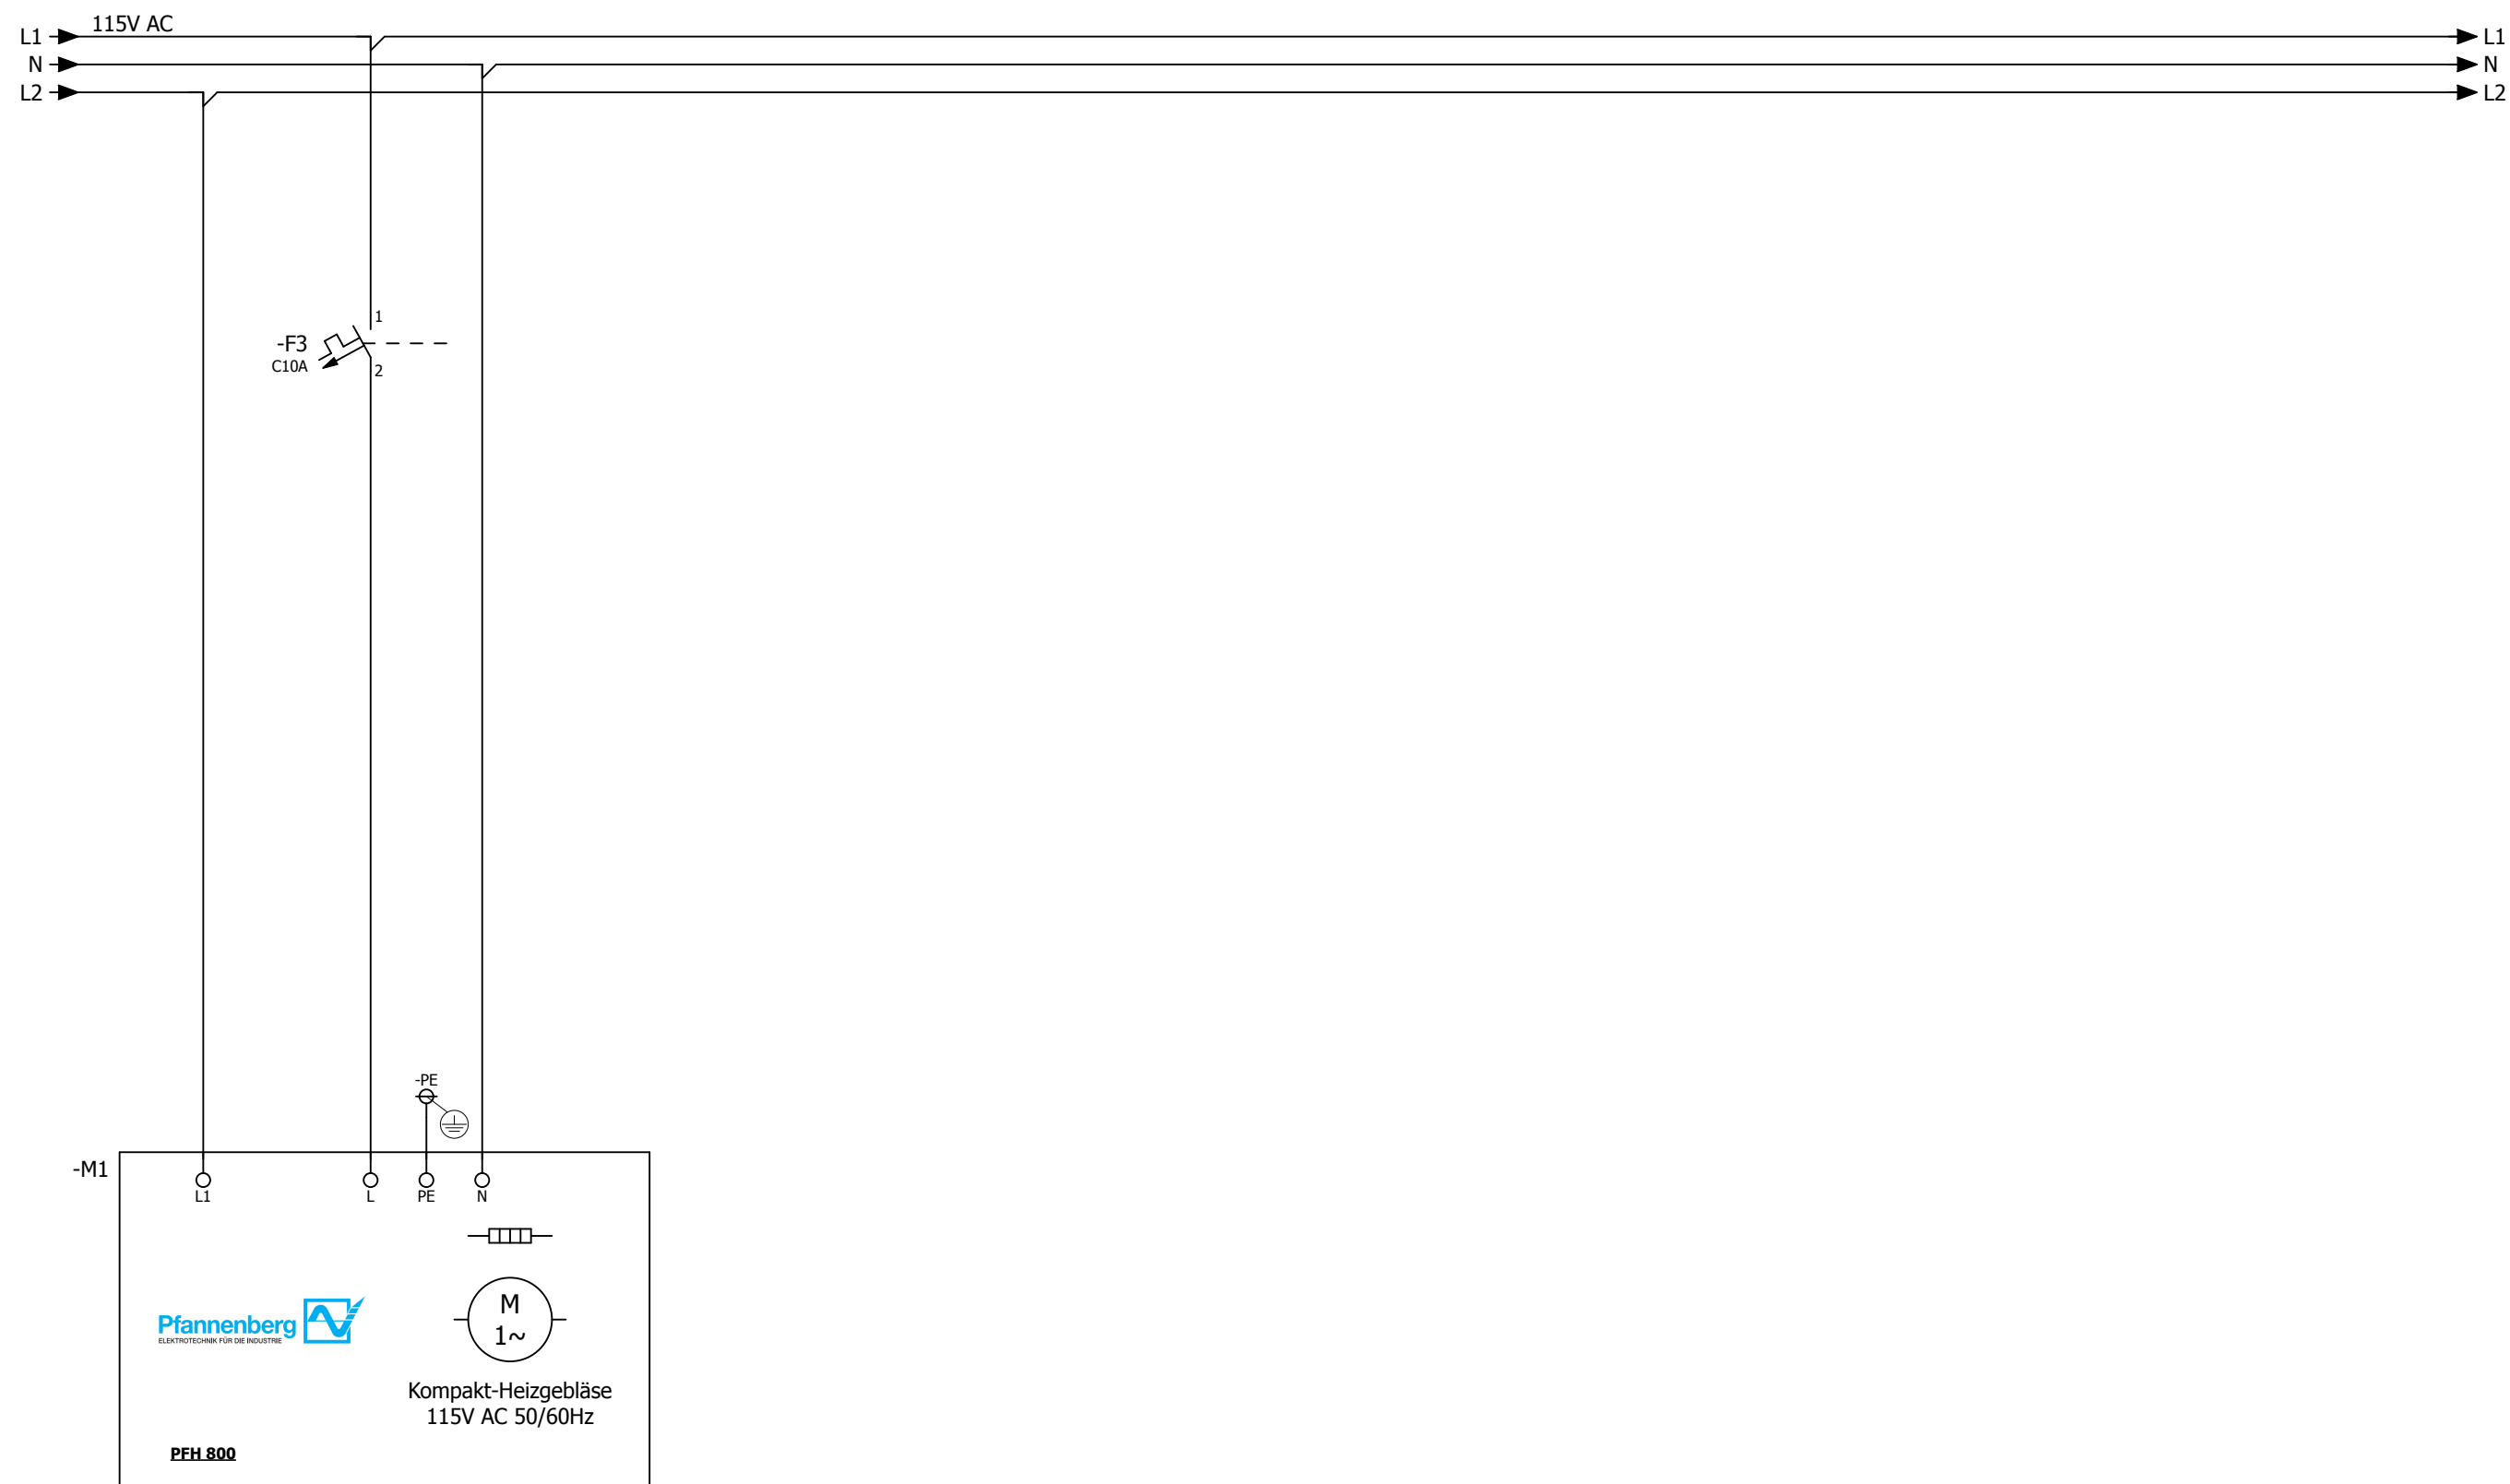 115V AC
L1 L1
N N
L2 L2
1
-F3
C10A
2
-PE
-M1
L1 L PE N
M
1~
Pfannenberg
ELEKTROTECHNIK FÜR DIE INDUSTRIE
Kompakt-Heizgebläse
115V AC 50/60Hz
PFH 800